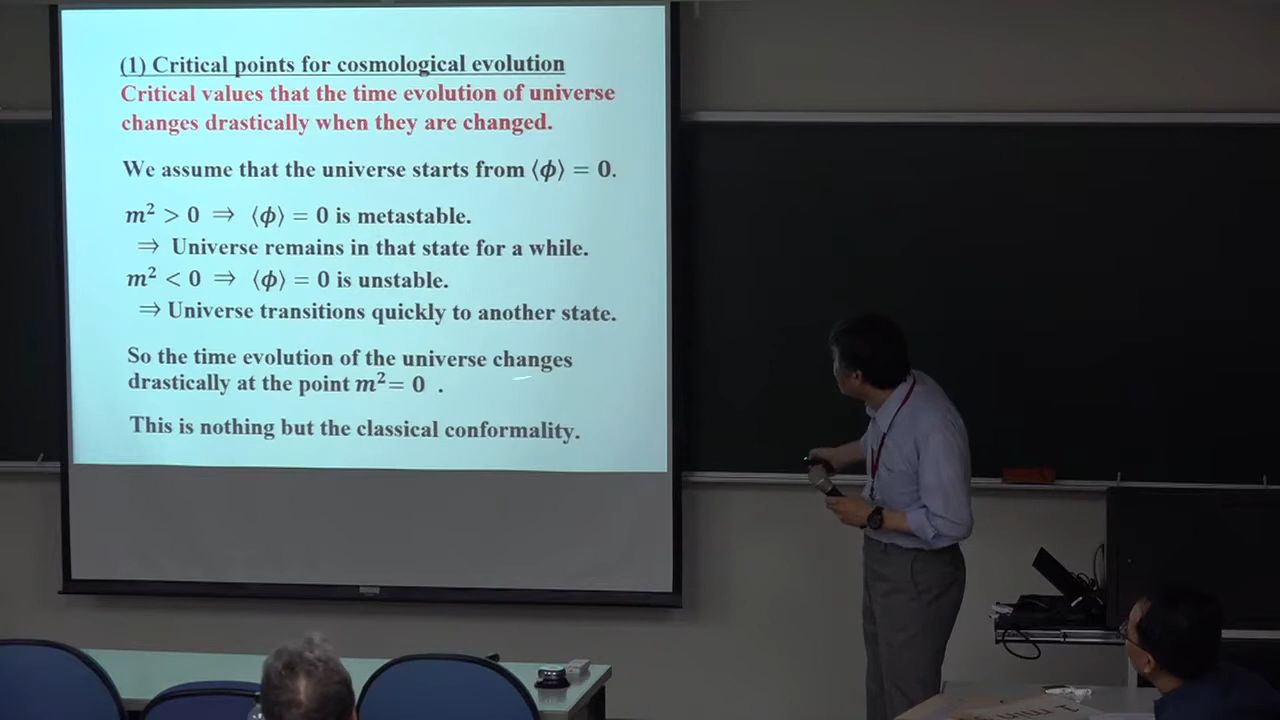 (1) Critical points for cosmological evolution
Critical values that the time evolution of universe
changes drastically when they are changed.
We assume that the universe starts from ⟨ϕ⟩ = 0.
m² > 0 ⇒ ⟨ϕ⟩ = 0 is metastable.
⇒ Universe remains in that state for a while.
m² < 0 ⇒ ⟨ϕ⟩ = 0 is unstable.
⇒ Universe transitions quickly to another state.
So the time evolution of the universe changes
drastically at the point m² = 0 .
This is nothing but the classical conformality.
1 min